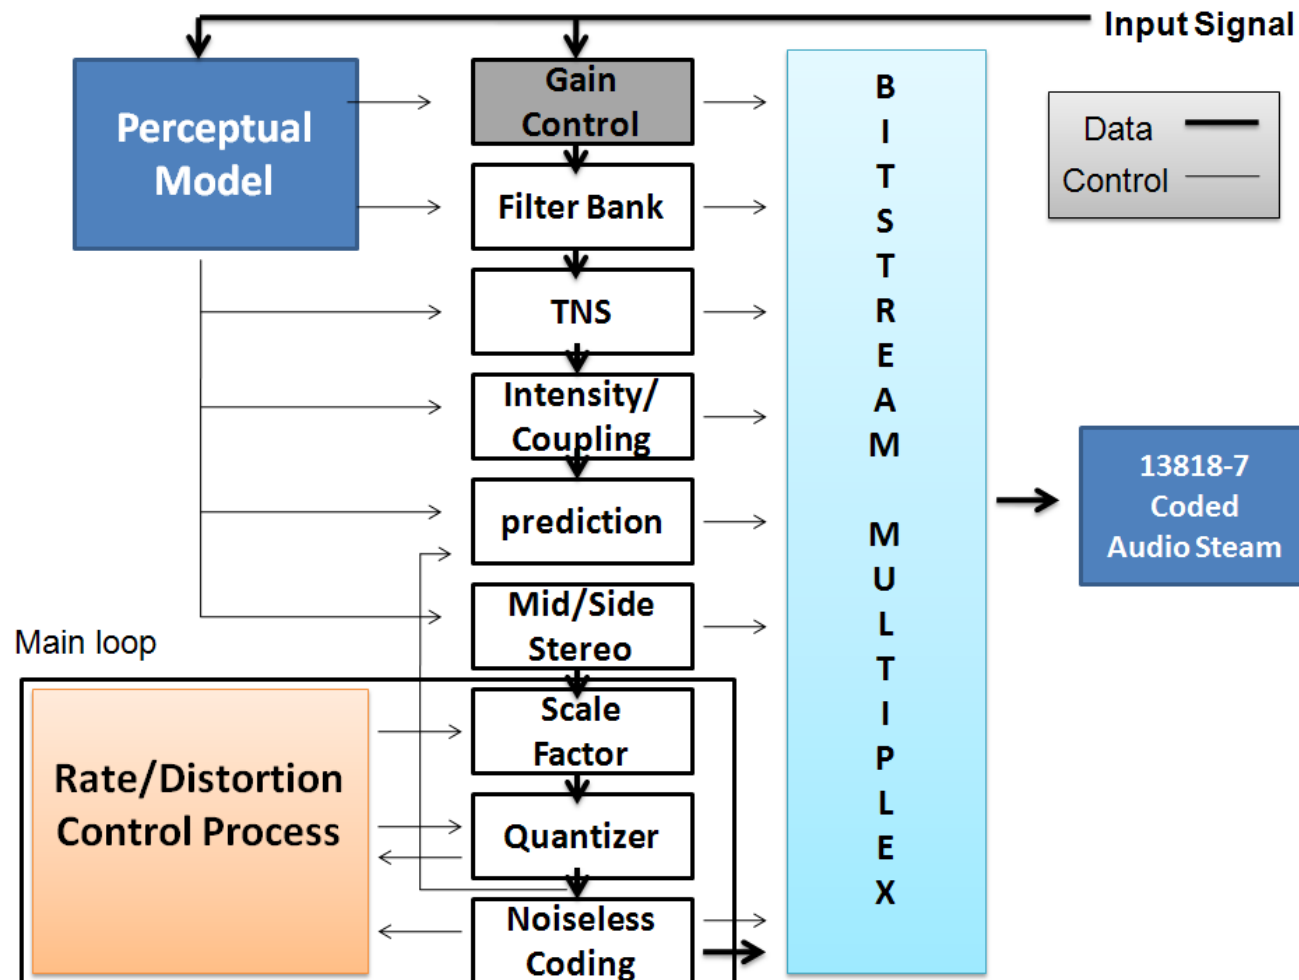 Input Signal
Perceptual
Model
Gain
Control
Filter Bank
TNS
Intensity/
Coupling
prediction
Mid/Side
Stereo
Main loop
Rate/Distortion
Control Process
Scale
Factor
Quantizer
Noiseless
Coding
B
I
T
S
T
R
E
A
M
M
U
L
T
I
P
L
E
X
Data
Control
13818-7
Coded
Audio Steam